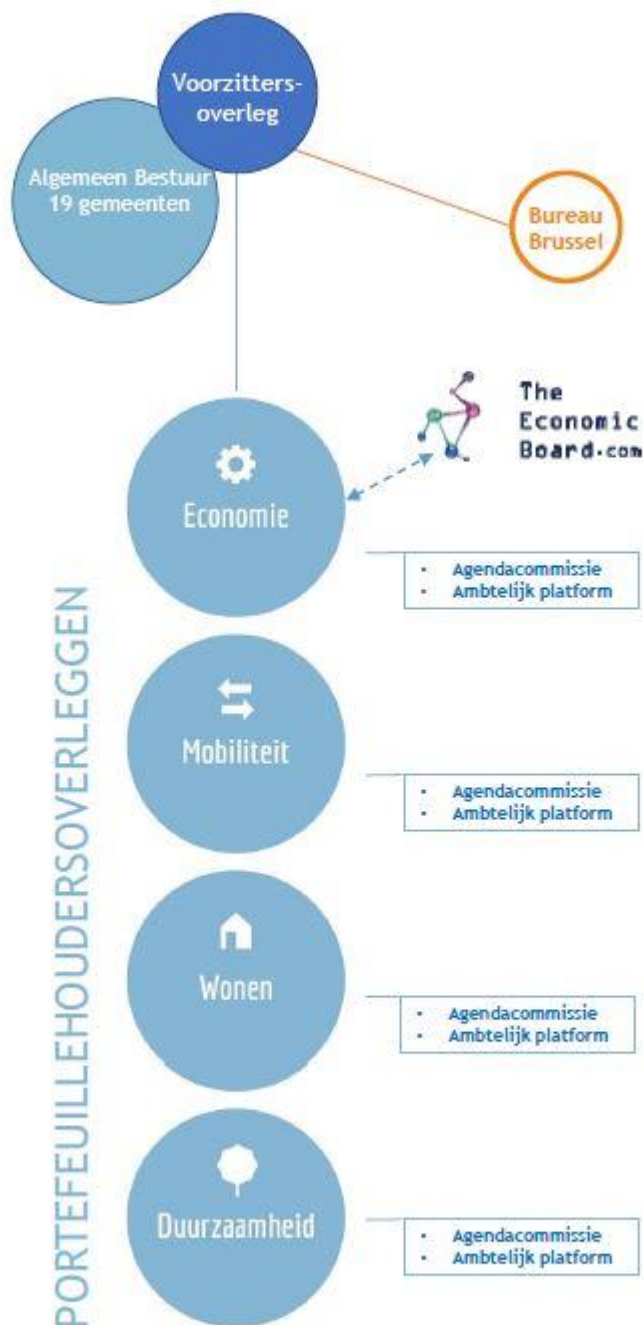 Voorzitters-
overleg
Algemeen Bestuur
19 gemeenten
Bureau
Brussel
The
Economic
Board.com
Economie
• Agendacommissie
• Ambtelijk platform
PORTEFEUILLEHOUDERSOVERLEGGEN
Mobiliteit
• Agendacommissie
• Ambtelijk platform
Wonen
• Agendacommissie
• Ambtelijk platform
Duurzaamheid
• Agendacommissie
• Ambtelijk platform